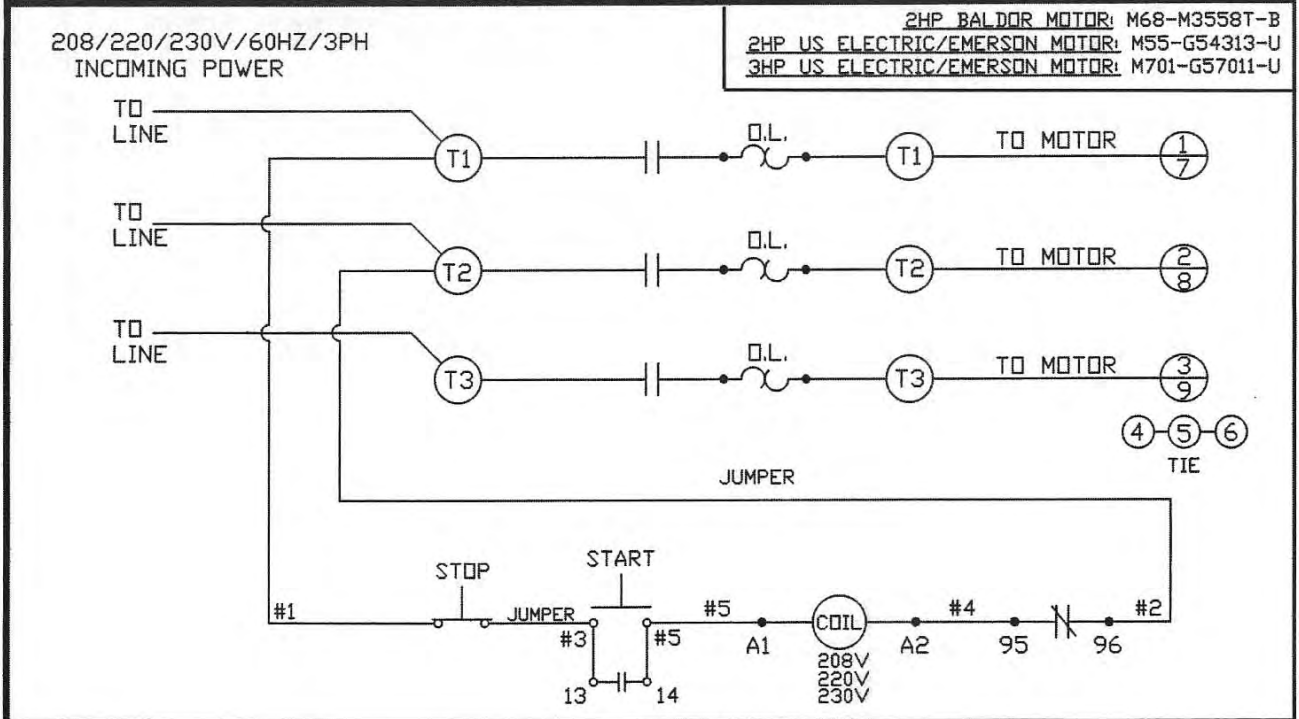 2HP BALDOR MOTOR: M68-M3558T-B
2HP US ELECTRIC/EMERSON MOTOR: M55-G54313-U
3HP US ELECTRIC/EMERSON MOTOR: M701-G57011-U
208/220/230V/60HZ/3PH
INCOMING POWER
TO
LINE
T1
O.L.
T1
TO MOTOR
1
7
TO
LINE
T2
O.L.
T2
TO MOTOR
2
8
TO
LINE
T3
O.L.
T3
TO MOTOR
3
9
4 5 6
TIE
JUMPER
STOP
START
#1
JUMPER
#3
#5
#5
A1
COIL
A2
#4
95
96
#2
208V
220V
230V
13
14